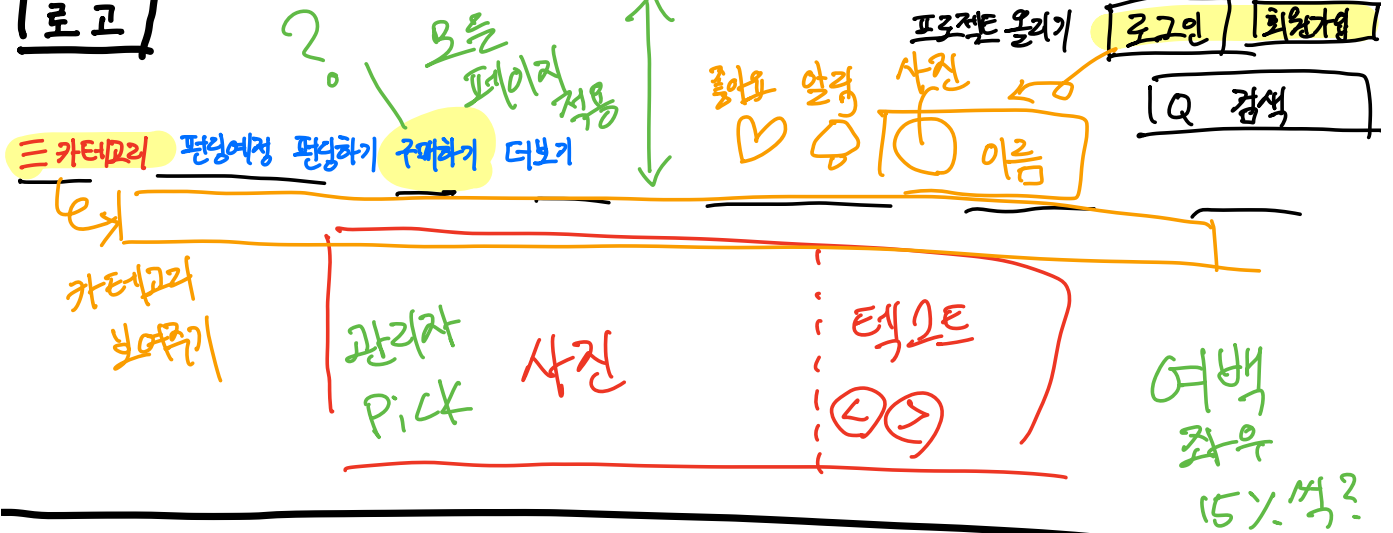 로고
?
모든
페이지
적용
프로젝트 올리기 로그인 회원가입
좋아요 알림 사진
이름
Q 검색
三 카테고리 펀딩예정 펀딩하기 구매하기 더보기
카테고리
보여주기
관리자
Pick
사진
텍스트
< >
여백
좌우
15% 씩?